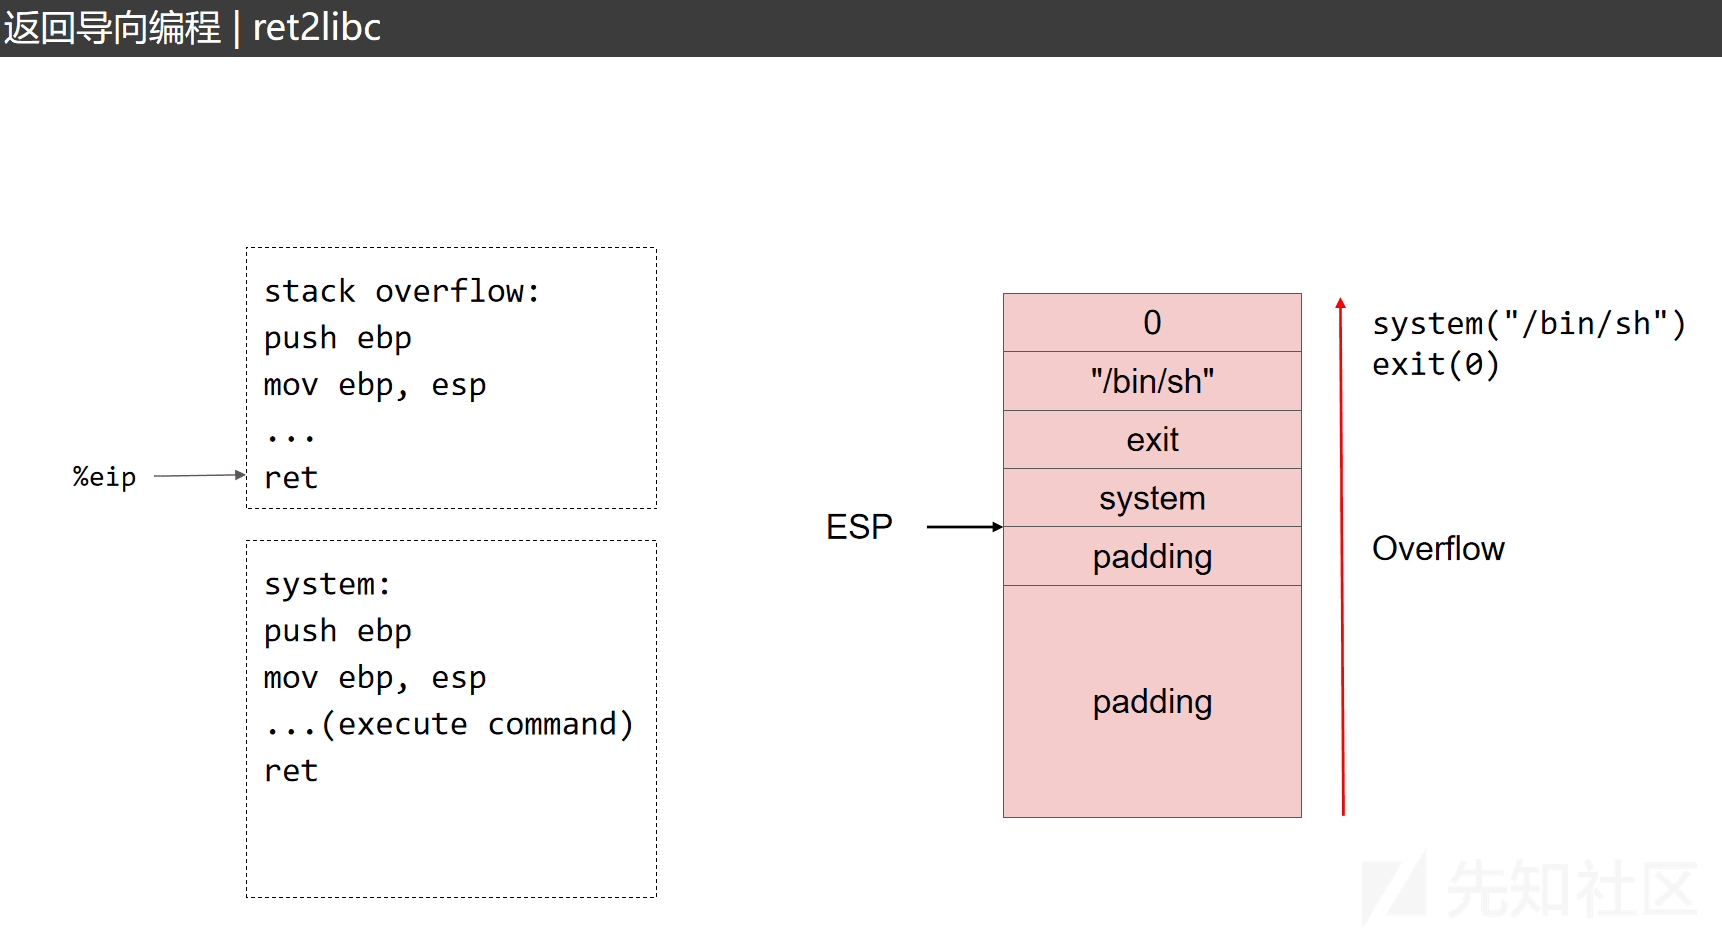 返回导向编程 | ret2libc
stack overflow:
push ebp
mov ebp, esp
...
ret
%eip
system:
push ebp
mov ebp, esp
...(execute command)
ret
ESP
0
"/bin/sh"
exit
system
padding
padding
system("/bin/sh")
exit(0)
Overflow
先知社区